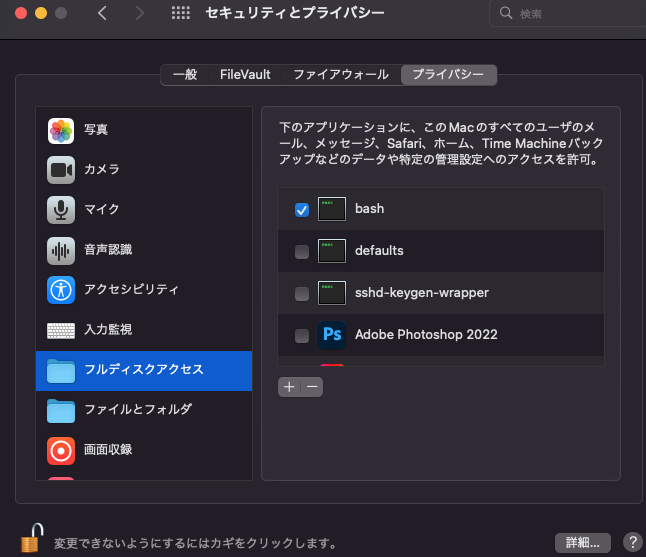 セキュリティとプライバシー
検索
一般 FileVault ファイアウォール プライバシー
写真
カメラ
マイク
音声認識
アクセシビリティ
入力監視
フルディスクアクセス
ファイルとフォルダ
画面収録
下のアプリケーションに、このMacのすべてのユーザのメ
ール、メッセージ、Safari、ホーム、Time Machineバック
アップなどのデータや特定の管理設定へのアクセスを許可。
bash
defaults
sshd-keygen-wrapper
Ps Adobe Photoshop 2022
+ −
変更できないようにするにはカギをクリックします。
詳細... ?